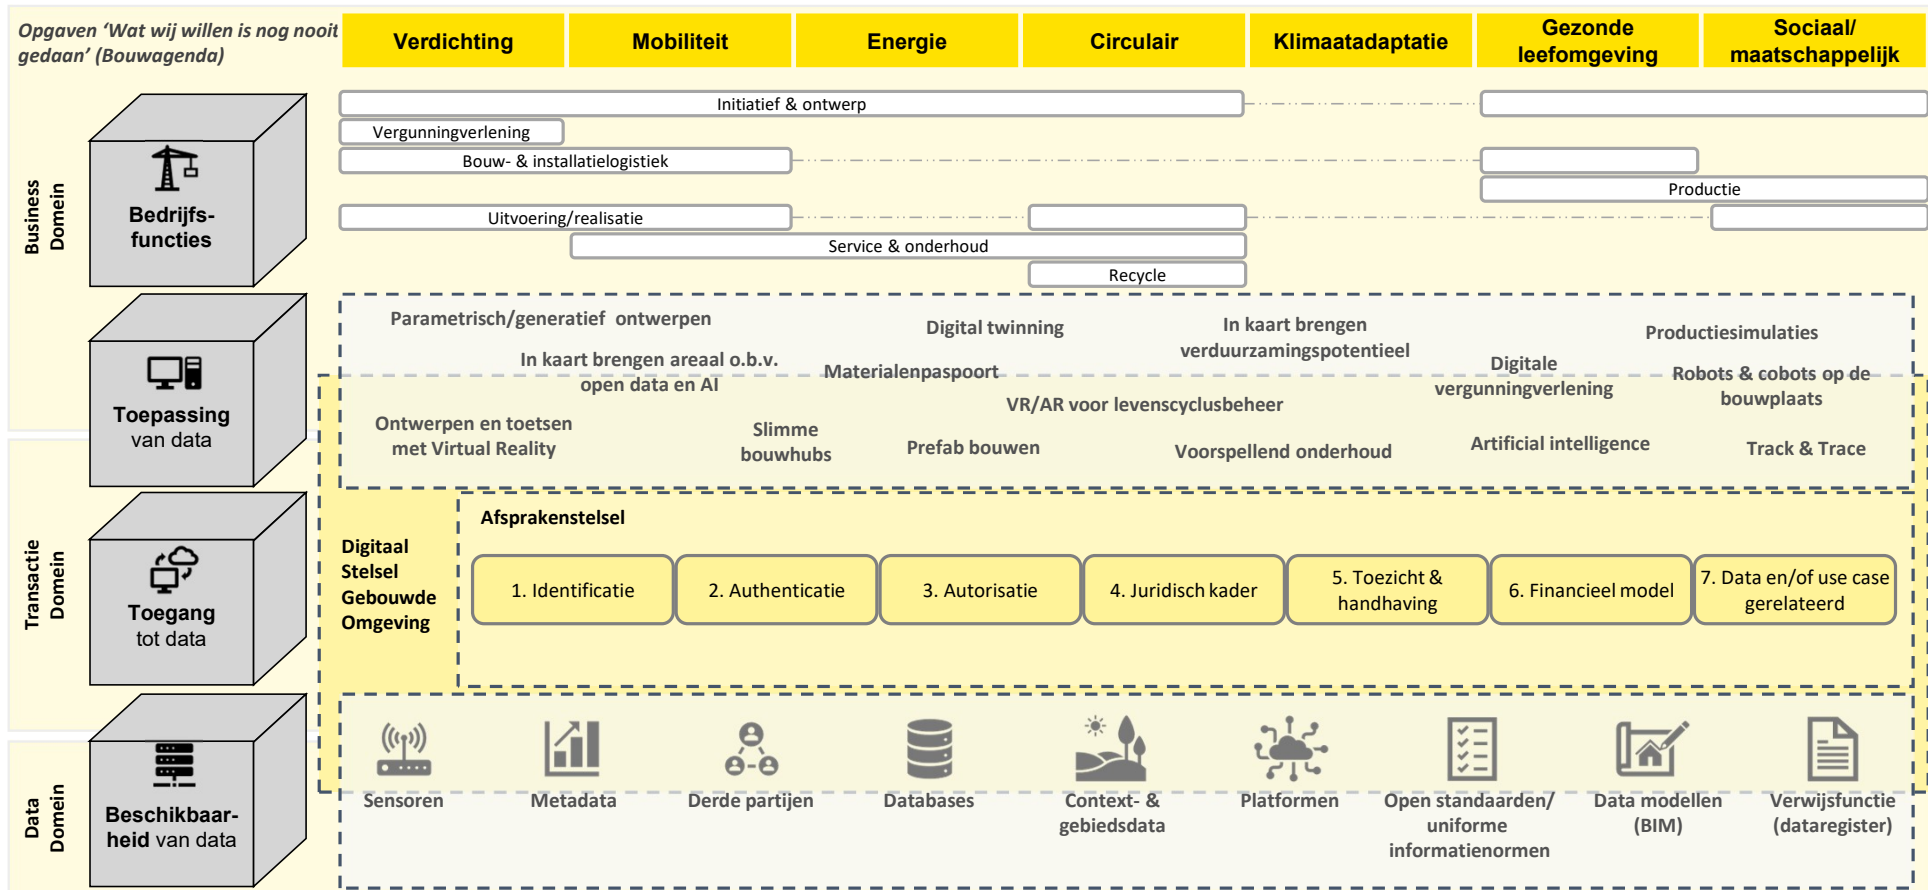 Opgaven ‘Wat wij willen is nog nooit
gedaan’ (Bouwagenda)
Verdichting
Mobiliteit
Energie
Circulair
Klimaatadaptatie
Gezonde
leefomgeving
Sociaal/
maatschappelijk
Business
Domein
Bedrijfs-
functies
Initiatief & ontwerp
Vergunningverlening
Bouw- & installatielogistiek
Productie
Uitvoering/realisatie
Service & onderhoud
Recycle
Toepassing
van data
Parametrisch/generatief ontwerpen
Digital twinning
In kaart brengen
verduurzamingspotentieel
Productiesimulaties
In kaart brengen areaal o.b.v.
open data en AI
Materialenpaspoort
Digitale
vergunningverlening
Robots & cobots op de
bouwplaats
VR/AR voor levenscyclusbeheer
Ontwerpen en toetsen
met Virtual Reality
Slimme
bouwhubs
Prefab bouwen
Voorspellend onderhoud
Artificial intelligence
Track & Trace
Transactie
Domein
Toegang
tot data
Digitaal
Stelsel
Gebouwde
Omgeving
Afsprakenstelsel
1. Identificatie
2. Authenticatie
3. Autorisatie
4. Juridisch kader
5. Toezicht &
handhaving
6. Financieel model
7. Data en/of use case
gerelateerd
Data
Domein
Beschikbaar-
heid van data
Sensoren
Metadata
Derde partijen
Databases
Context- &
gebiedsdata
Platformen
Open standaarden/
uniforme
informatienormen
Data modellen
(BIM)
Verwijsfunctie
(dataregister)